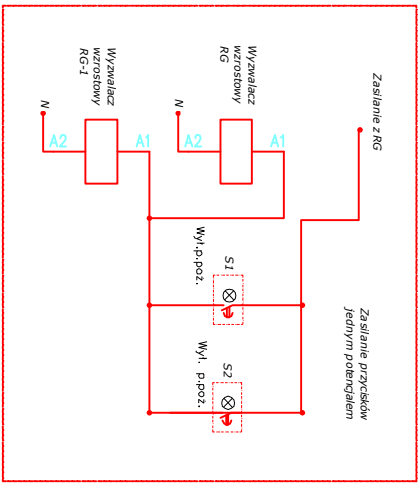 Zasilanie z RG
Zasilanie przycisków
jednym potencjałem
Wyzwalacz
wzrostowy
RG
A1
A2
N
Wyzwalacz
wzrostowy
RG-1
A1
A2
N
S1
Wył.p.poż.
S2
Wył. p.poż.